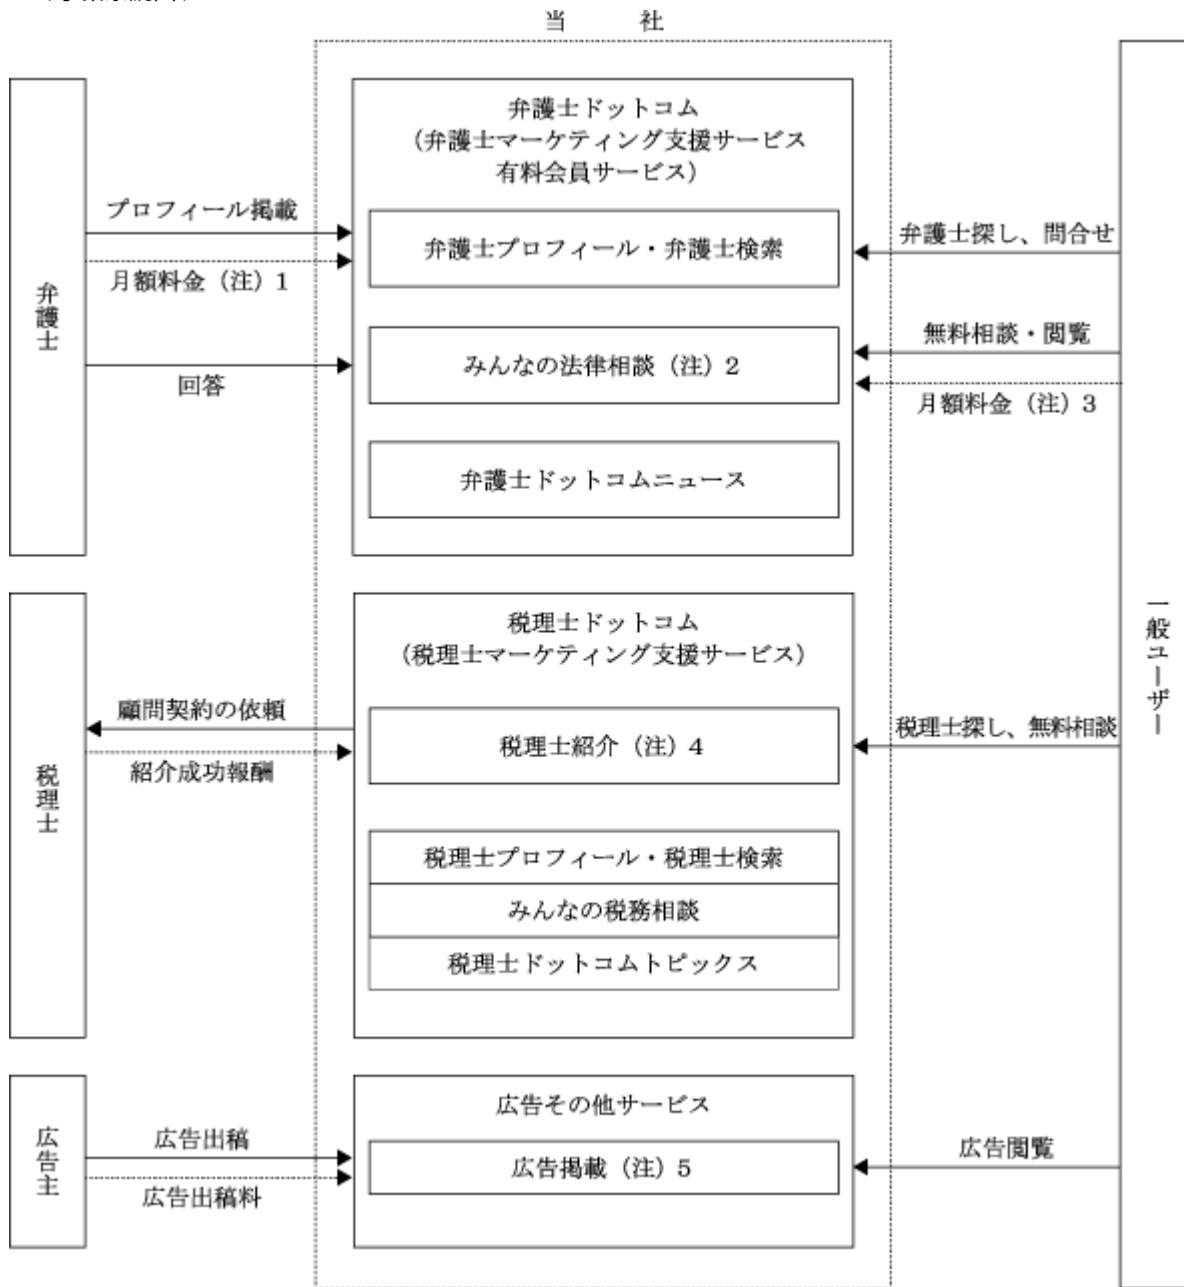 当　　　社
弁護士ドットコム
(弁護士マーケティング支援サービス
有料会員サービス)
プロフィール掲載
弁護士プロフィール・弁護士検索
弁護士探し、問合せ
月額料金（注）1
弁護士
無料相談・閲覧
みんなの法律相談（注）2
回答
月額料金（注）3
弁護士ドットコムニュース
一般ユーザー
税理士ドットコム
(税理士マーケティング支援サービス)
顧問契約の依頼
税理士紹介（注）4
税理士探し、無料相談
紹介成功報酬
税理士
税理士プロフィール・税理士検索
みんなの税務相談
税理士ドットコムトピックス
広告その他サービス
広告主
広告出稿
広告掲載（注）5
広告閲覧
広告出稿料